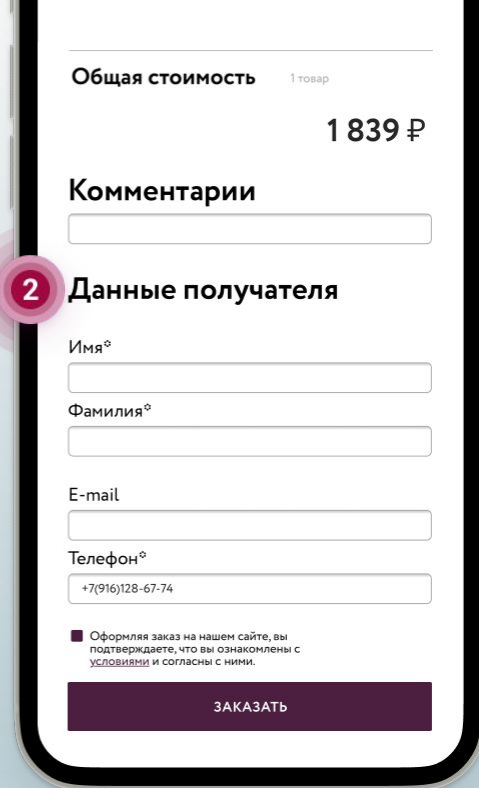 Общая стоимость 1 товар
1 839 ₽
Комментарии
2 Данные получателя
Имя*
Фамилия*
E-mail
Телефон*
+7(916)128-67-74
Оформляя заказ на нашем сайте, вы
подтверждаете, что вы ознакомлены с
условиями и согласны с ними.
ЗАКАЗАТЬ